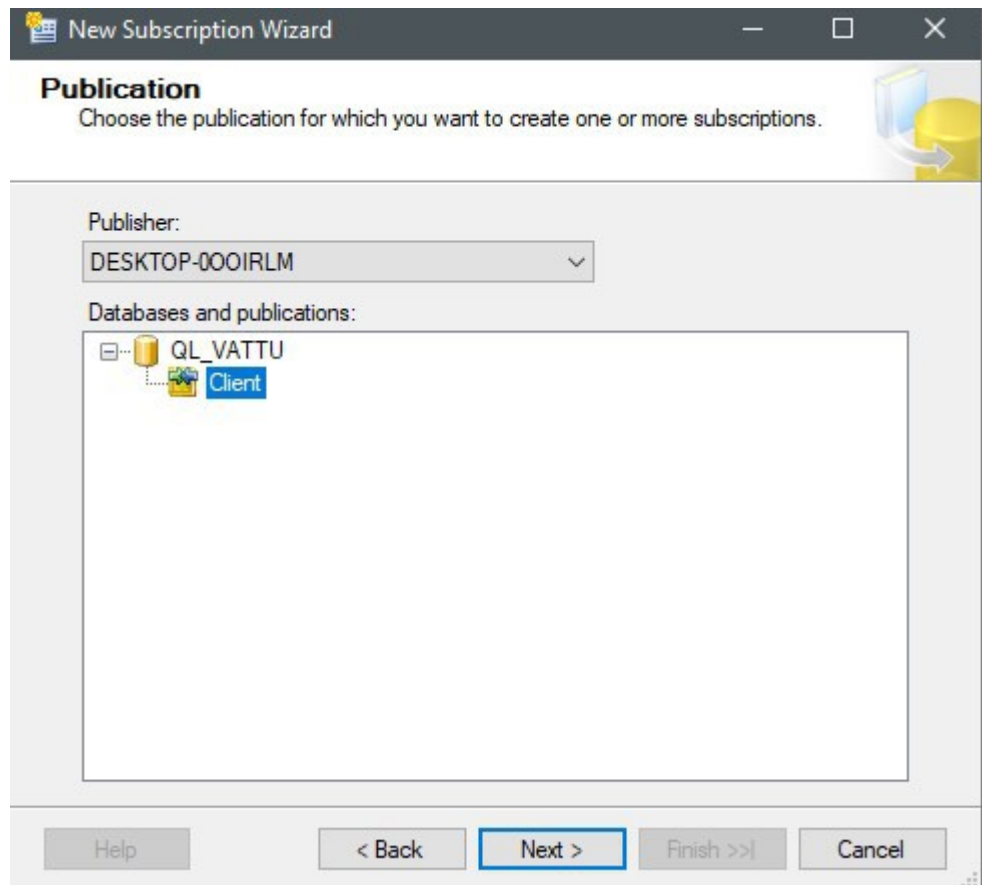 New Subscription Wizard
Publication
Choose the publication for which you want to create one or more subscriptions.
Publisher:
DESKTOP-0OOIRLM
Databases and publications:
QL_VATTU
Client
Help
< Back
Next >
Finish >>|
Cancel